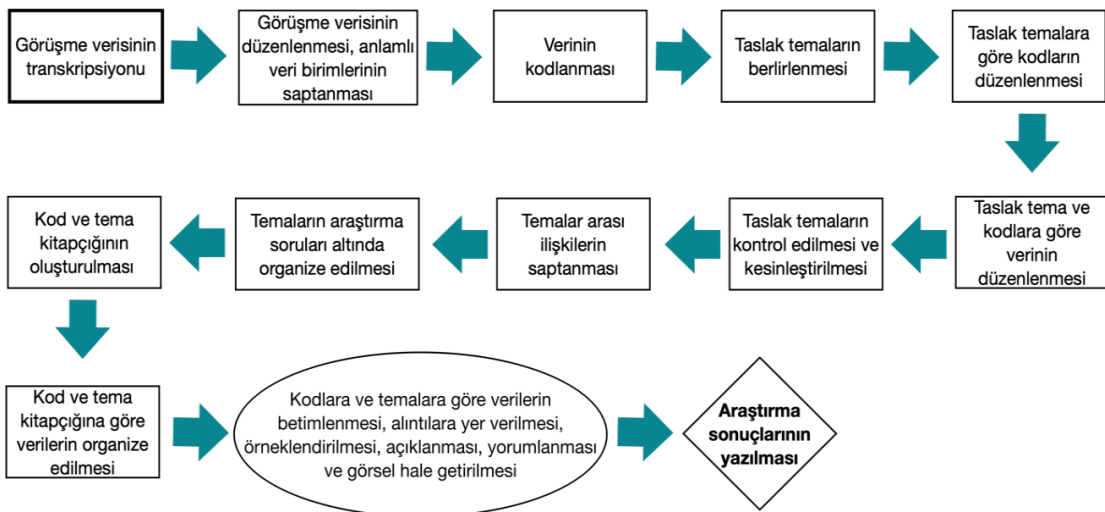 Görüşme verisinin
transkripsiyonu
Görüşme verisinin
düzenlenmesi, anlamlı
veri birimlerinin
saptanması
Verinin
kodlanması
Taslak temaların
berlirlenmesi
Taslak temalara
göre kodların
düzenlenmesi
Taslak tema ve
kodlara göre
verinin
düzenlenmesi
Taslak temaların
kontrol edilmesi ve
kesinleştirilmesi
Temalar arası
ilişkilerin
saptanması
Temaların araştırma
soruları altında
organize edilmesi
Kod ve tema
kitapçığının
oluşturulması
Kod ve tema
kitapçığına göre
verilerin organize
edilmesi
Kodlara ve temalara göre verilerin
betimlenmesi, alıntılara yer verilmesi,
örneklendirilmesi, açıklanması, yorumlanması
ve görsel hale getirilmesi
Araştırma
sonuçlarının
yazılması